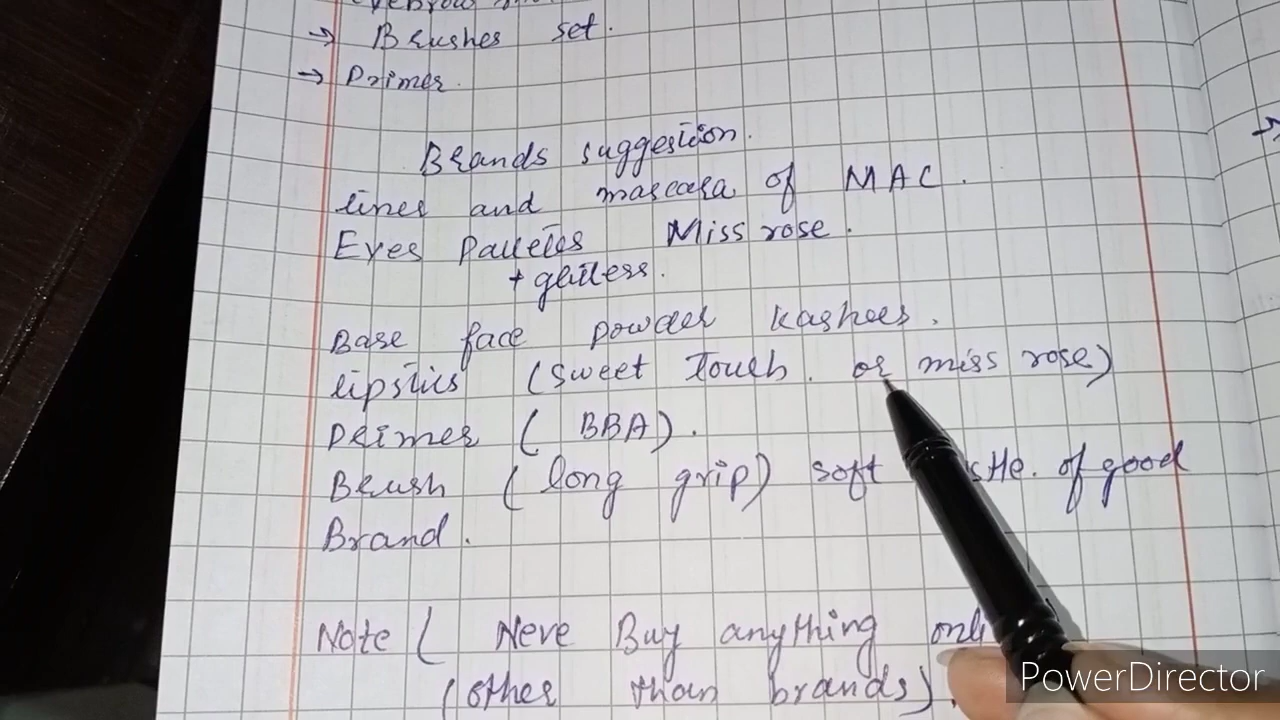 → Brushes set.
→ Primer.
Brands suggestion.
lines and mascara of MAC.
Eyes Palletes Miss rose.
+ glitters.
Base face powder kashees.
lipstics (sweet Touch. or miss rose)
Primer ( BBA).
Brush ( long grip) soft of good
Brand.
Note ( Neve Buy anything
(other than brands).
PowerDirector